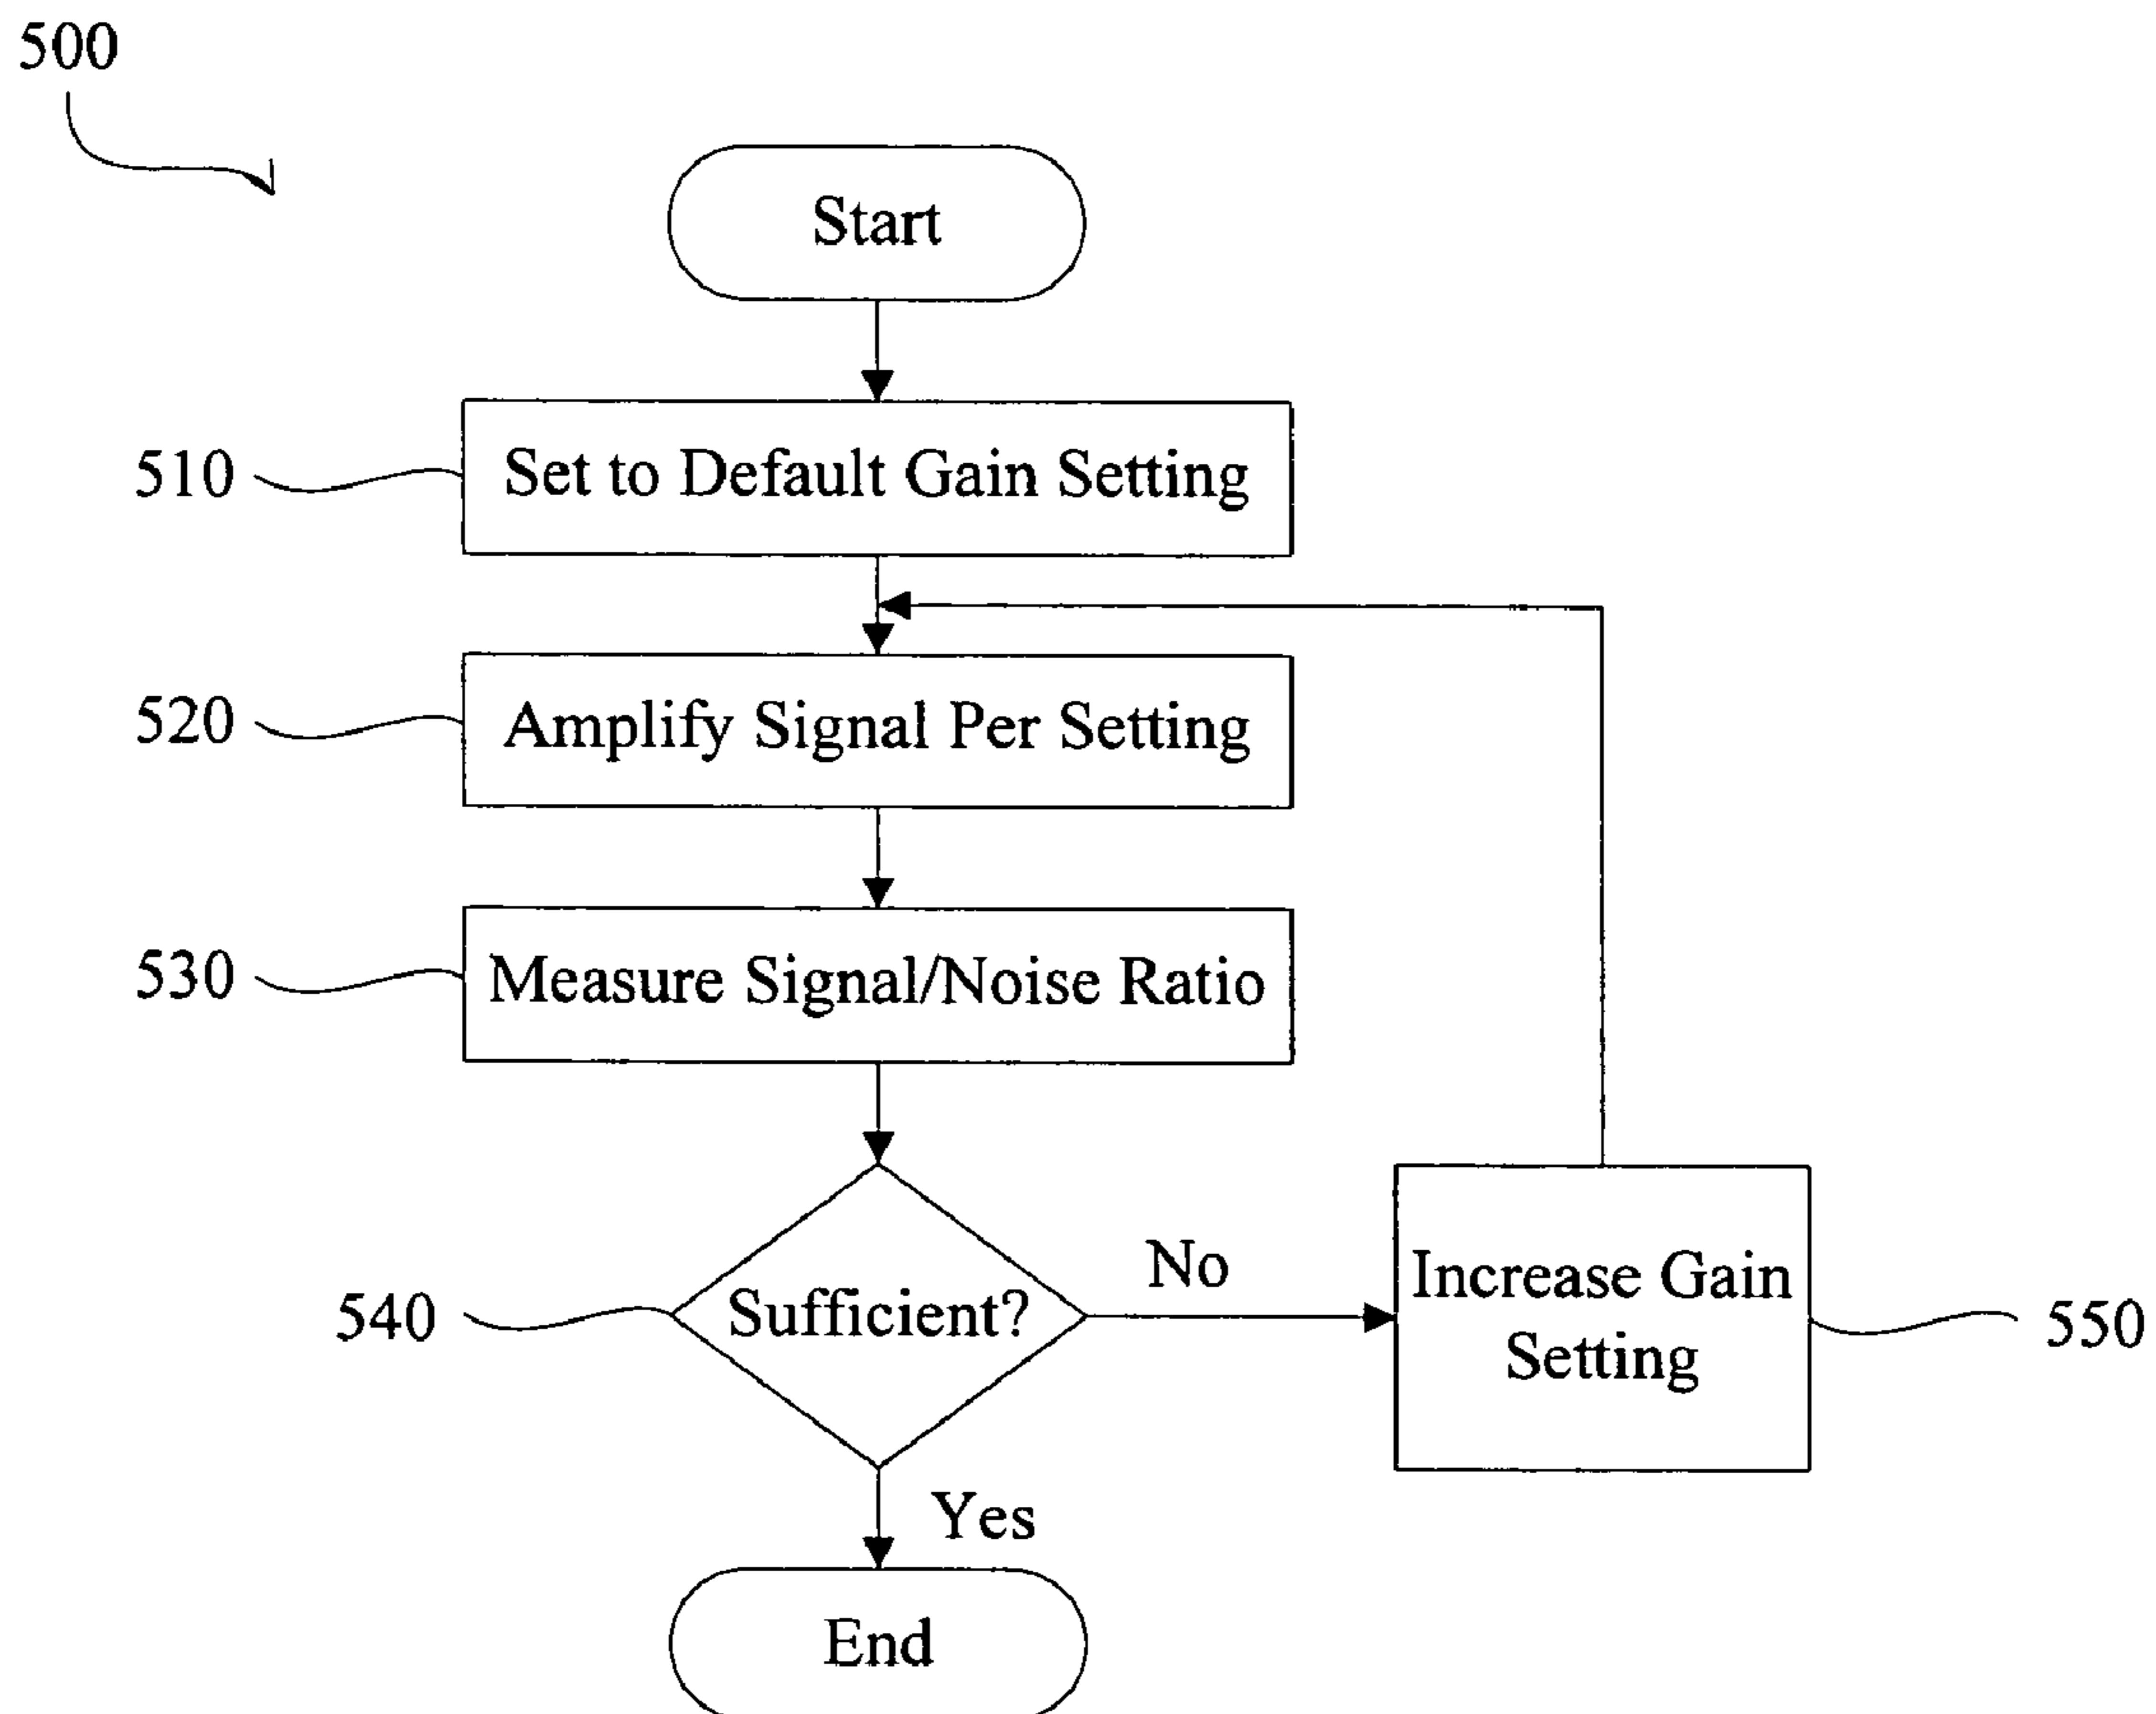 500
Start
510
Set to Default Gain Setting
520
Amplify Signal Per Setting
530
Measure Signal/Noise Ratio
540
Sufficient?
No
Increase Gain
Setting
550
Yes
End